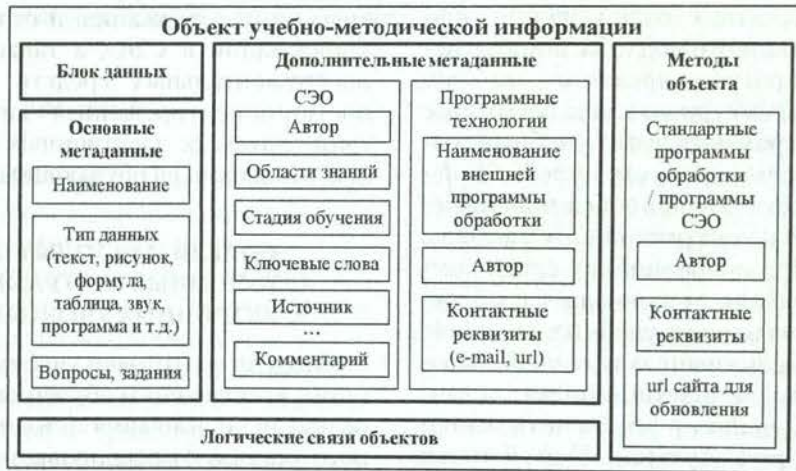 Объект учебно-методической информации
Блок данных
Основные
метаданные
Наименование
Тип данных
(текст, рисунок,
формула,
таблица, звук,
программа и т.д.)
Вопросы, задания
Дополнительные метаданные
СЭО
Автор
Области знаний
Стадия обучения
Ключевые слова
Источник
...
Комментарий
Программные
технологии
Наименование
внешней
программы
обработки
Автор
Контактные
реквизиты
(e-mail, url)
Методы
объекта
Стандартные
программы
обработки
/ программы
СЭО
Автор
Контактные
реквизиты
url сайта для
обновления
Логические связи объектов